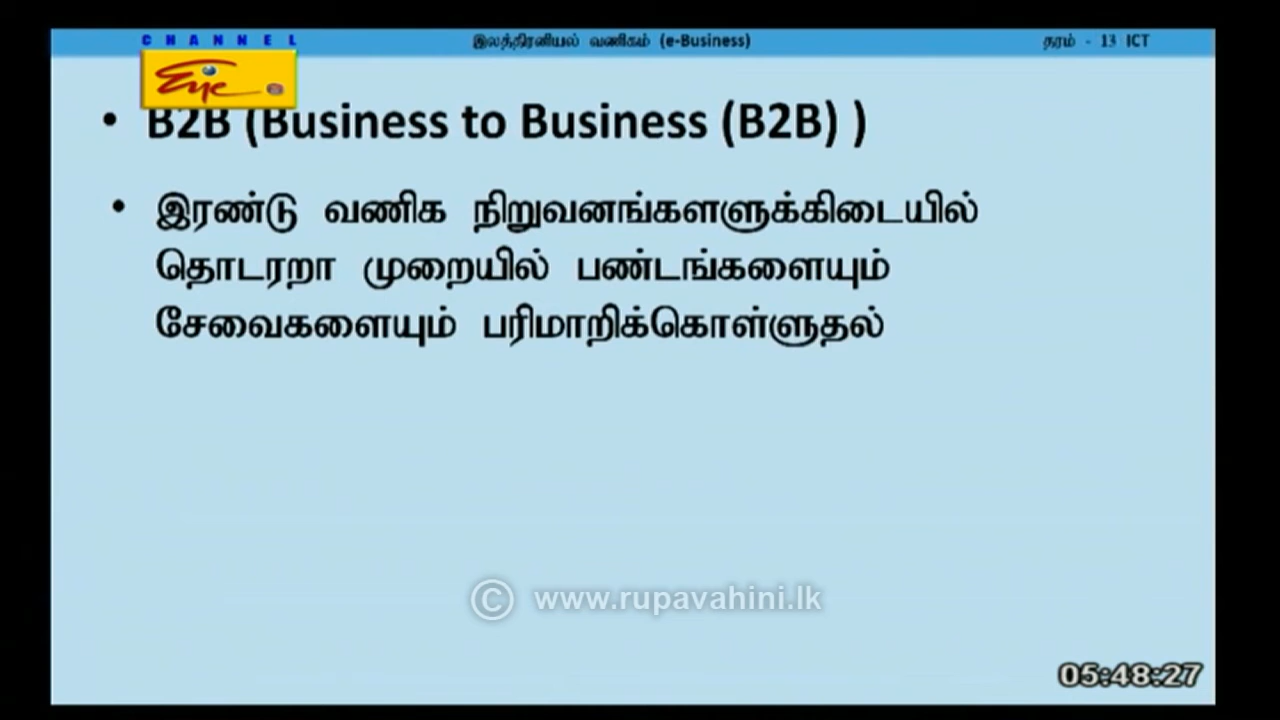 CHANNEL
Eye
இலத்திரனியல் வணிகம் (e-Business)
தரம் - 13 ICT
• B2B (Business to Business (B2B) )
• இரண்டு வணிக நிறுவனங்களளுக்கிடையில்
தொடரறா முறையில் பண்டங்களையும்
சேவைகளையும் பரிமாறிக்கொள்ளுதல்
© www.rupavahini.lk
05:48:27